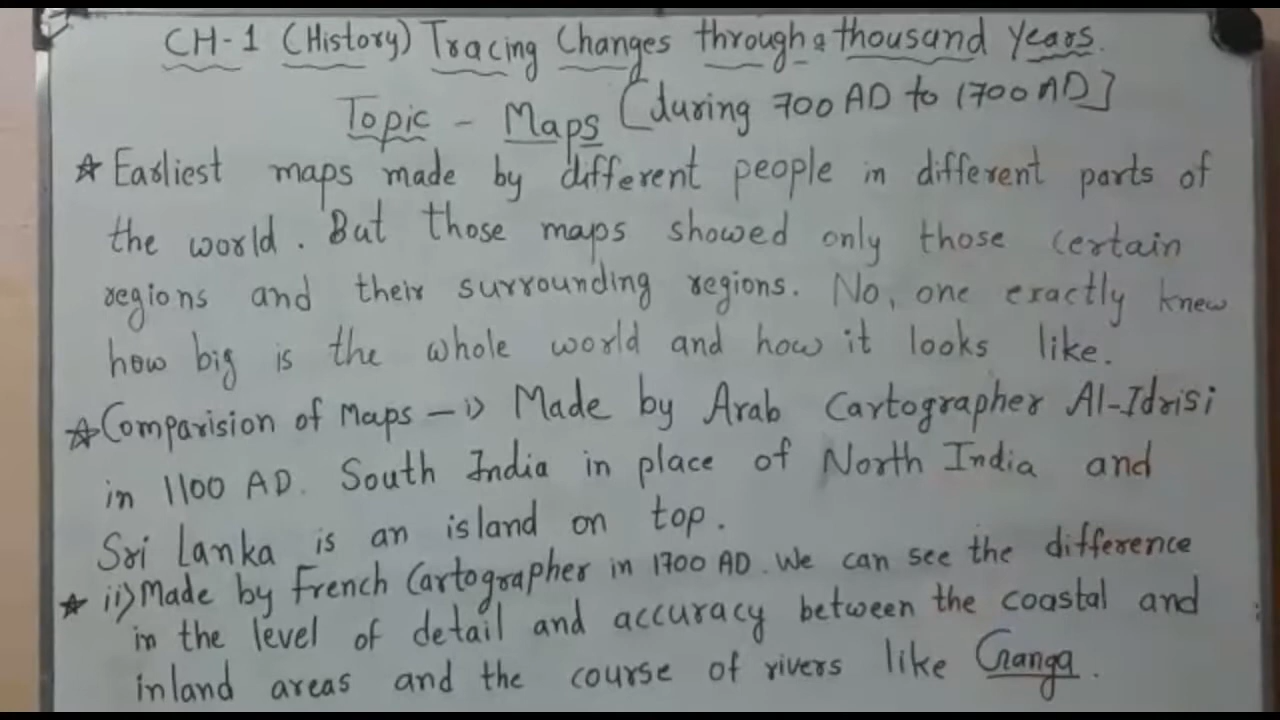 CH-1 (History) Tracing Changes through a thousand Years.
Topic - Maps [during 700 AD to 1700 AD]
☆ Earliest maps made by different people in different parts of
the world. But those maps showed only those certain
regions and their surrounding regions. No, one exactly knew
how big is the whole world and how it looks like.
☆ Comparision of Maps - i) Made by Arab Cartographer Al-Idrisi
in 1100 AD. South India in place of North India and
Sri Lanka is an island on top.
☆ ii) Made by French Cartographer in 1700 AD. We can see the difference
in the level of detail and accuracy between the coastal and
inland areas and the course of rivers like Ganga.